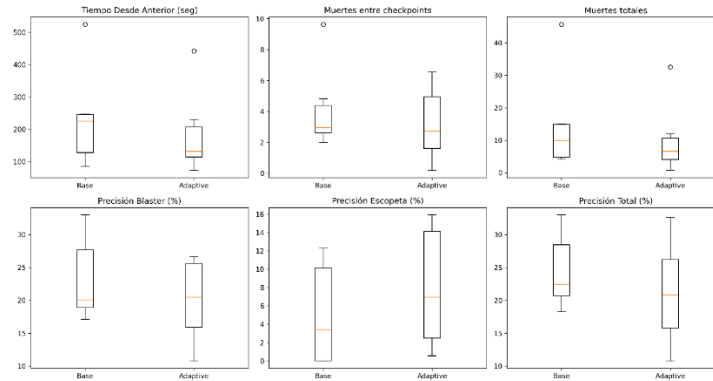 Tiempo Desde Anterior (seg)
Muertes entre checkpoints
Muertes totales
500
400
300
200
100
Base
Adaptive
10
8
6
4
2
0
Base
Adaptive
40
30
20
10
0
Base
Adaptive
Precisión Blaster (%)
Precisión Escopeta (%)
Precisión Total (%)
30
25
20
15
10
Base
Adaptive
16
14
12
10
8
6
4
2
0
Base
Adaptive
35
30
25
20
15
10
Base
Adaptive